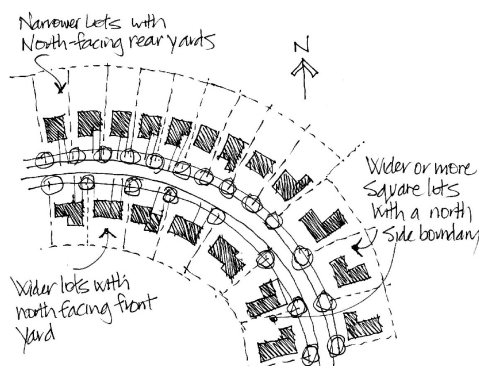 Narrower Lots with
North-facing rear yards
N
Wider or more
square lots
with a north
side boundary
Wider lots with
north-facing front
yard